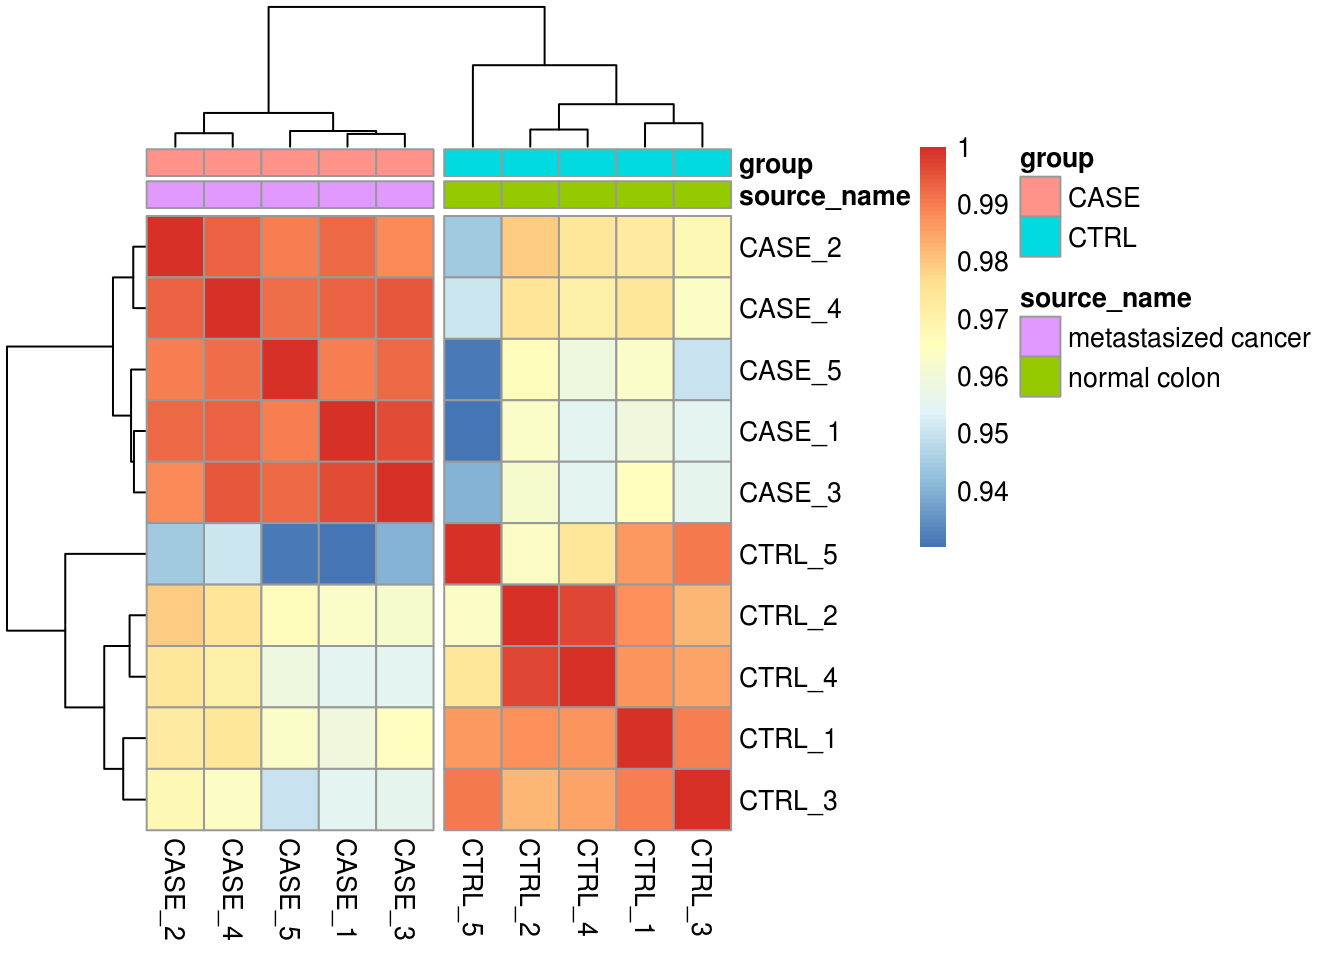 group
source_name
CASE_2
CASE_4
CASE_5
CASE_1
CASE_3
CTRL_5
CTRL_2
CTRL_4
CTRL_1
CTRL_3
CASE_2
CASE_4
CASE_5
CASE_1
CASE_3
CTRL_5
CTRL_2
CTRL_4
CTRL_1
CTRL_3
1
0.99
0.98
0.97
0.96
0.95
0.94
group
CASE
CTRL
source_name
metastasized cancer
normal colon